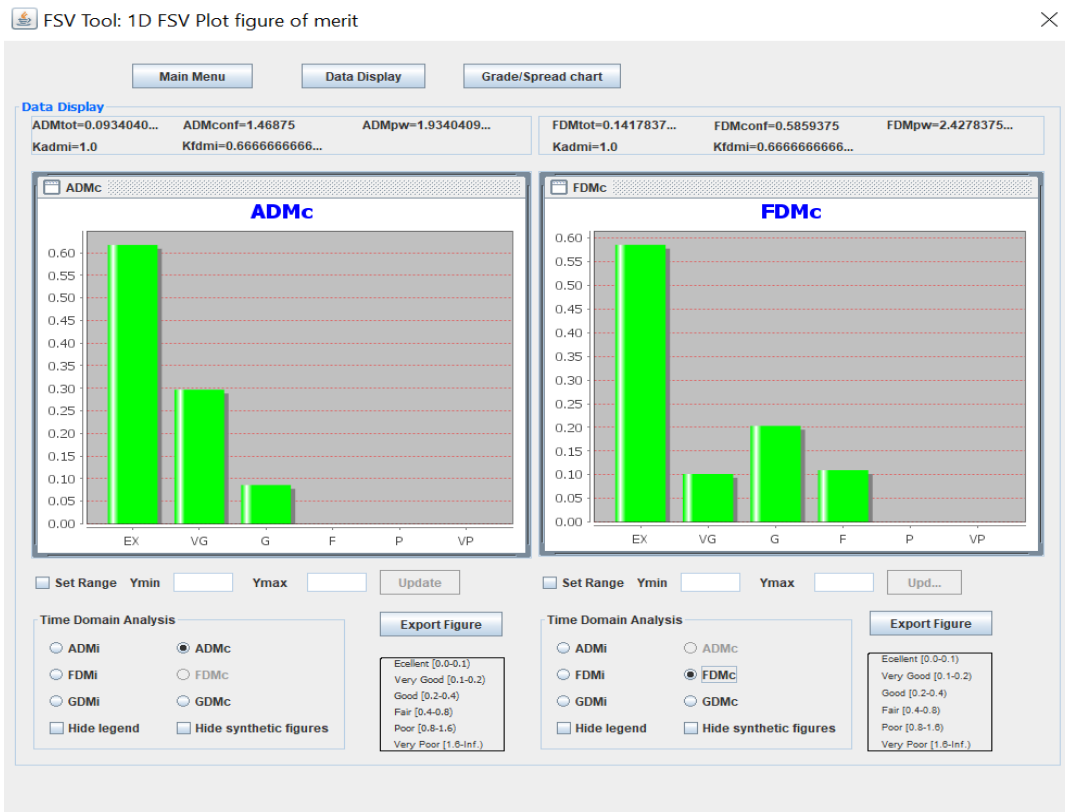 FSV Tool: 1D FSV Plot figure of merit
Main Menu Data Display Grade/Spread chart
Data Display
ADMtot=0.0934040... ADMconf=1.46875 ADMpw=1.9340409...
Kadmi=1.0 Kfdmi=0.6666666666...
FDMtot=0.1417837... FDMconf=0.5859375 FDMpw=2.4278375...
Kadmi=1.0 Kfdmi=0.6666666666...
ADMc
ADMc
0.60
0.55
0.50
0.45
0.40
0.35
0.30
0.25
0.20
0.15
0.10
0.05
0.00
EX VG G F P VP
FDMc
FDMc
0.60
0.55
0.50
0.45
0.40
0.35
0.30
0.25
0.20
0.15
0.10
0.05
0.00
EX VG G F P VP
Set Range Ymin Ymax Update
Time Domain Analysis
ADMi ADMc
FDMi FDMc
GDMi GDMc
Hide legend Hide synthetic figures
Export Figure
Ecellent [0.0-0.1)
Very Good [0.1-0.2)
Good [0.2-0.4)
Fair [0.4-0.8)
Poor [0.8-1.6)
Very Poor [1.6-Inf.)
Set Range Ymin Ymax Upd...
Time Domain Analysis
ADMi ADMc
FDMi FDMc
GDMi GDMc
Hide legend Hide synthetic figures
Export Figure
Ecellent [0.0-0.1)
Very Good [0.1-0.2)
Good [0.2-0.4)
Fair [0.4-0.8)
Poor [0.8-1.6)
Very Poor [1.6-Inf.)